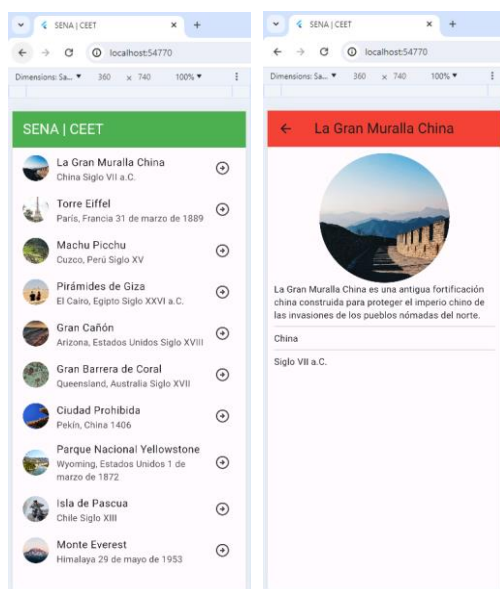 SENA | CEET
localhost:54770
Dimensions: Sa... 360 x 740 100%
SENA | CEET
La Gran Muralla China
China Siglo VII a.C.
Torre Eiffel
París, Francia 31 de marzo de 1889
Machu Picchu
Cuzco, Perú Siglo XV
Pirámides de Giza
El Cairo, Egipto Siglo XXVI a.C.
Gran Cañón
Arizona, Estados Unidos Siglo XVIII
Gran Barrera de Coral
Queensland, Australia Siglo XVII
Ciudad Prohibida
Pekín, China 1406
Parque Nacional Yellowstone
Wyoming, Estados Unidos 1 de
marzo de 1872
Isla de Pascua
Chile Siglo XIII
Monte Everest
Himalaya 29 de mayo de 1953
SENA | CEET
localhost:54770
Dimensions: Sa... 360 x 740 100%
La Gran Muralla China
La Gran Muralla China es una antigua fortificación
china construida para proteger el imperio chino de
las invasiones de los pueblos nómadas del norte.
China
Siglo VII a.C.